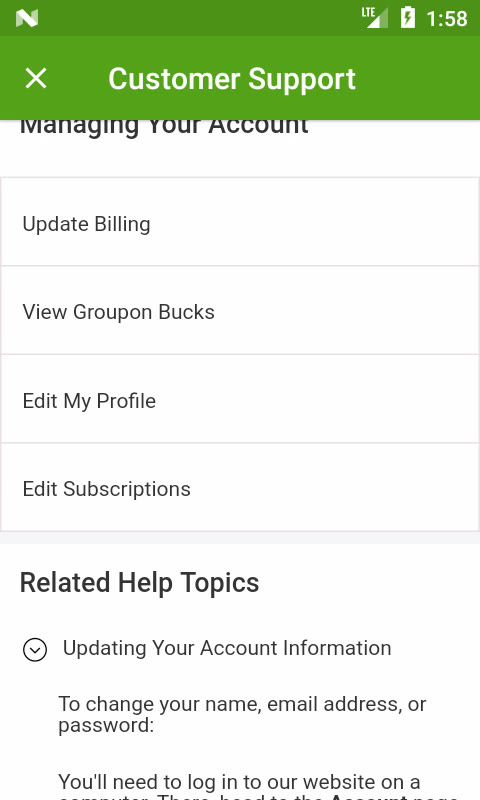 LTE 1:58
Customer Support
Managing Your Account
Update Billing
View Groupon Bucks
Edit My Profile
Edit Subscriptions
Related Help Topics
Updating Your Account Information
To change your name, email address, or
password:
You'll need to log in to our website on a
computer. There, head to the Account page